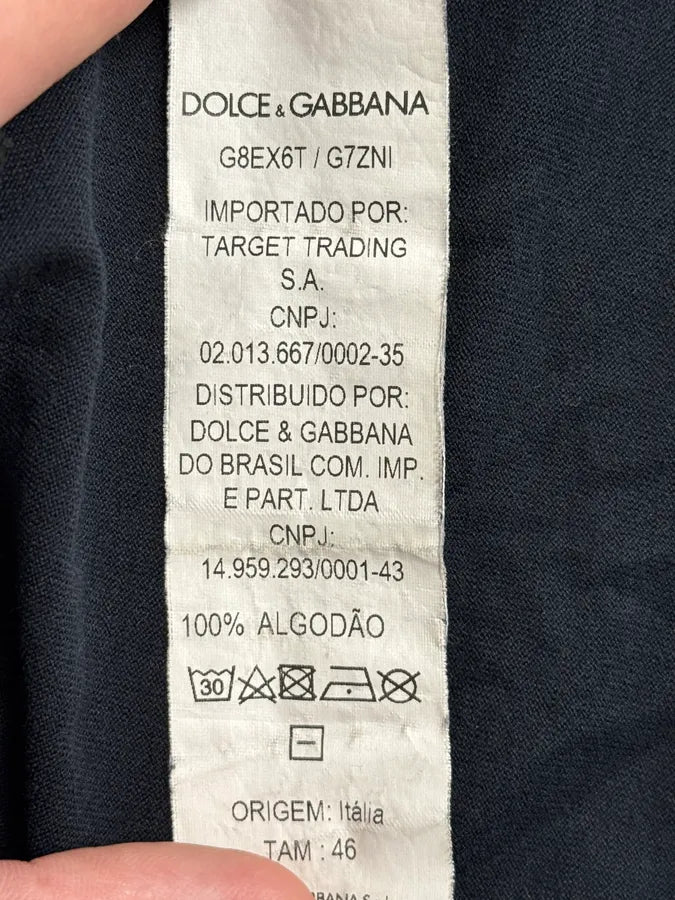 DOLCE & GABBANA
G8EX6T / G7ZNI
IMPORTADO POR:
TARGET TRADING
S.A.
CNPJ:
02.013.667/0002-35
DISTRIBUIDO POR:
DOLCE & GABBANA
DO BRASIL COM. IMP.
E PART. LTDA
CNPJ:
14.959.293/0001-43
100% ALGODÃO
30
ORIGEM: Itália
TAM : 46